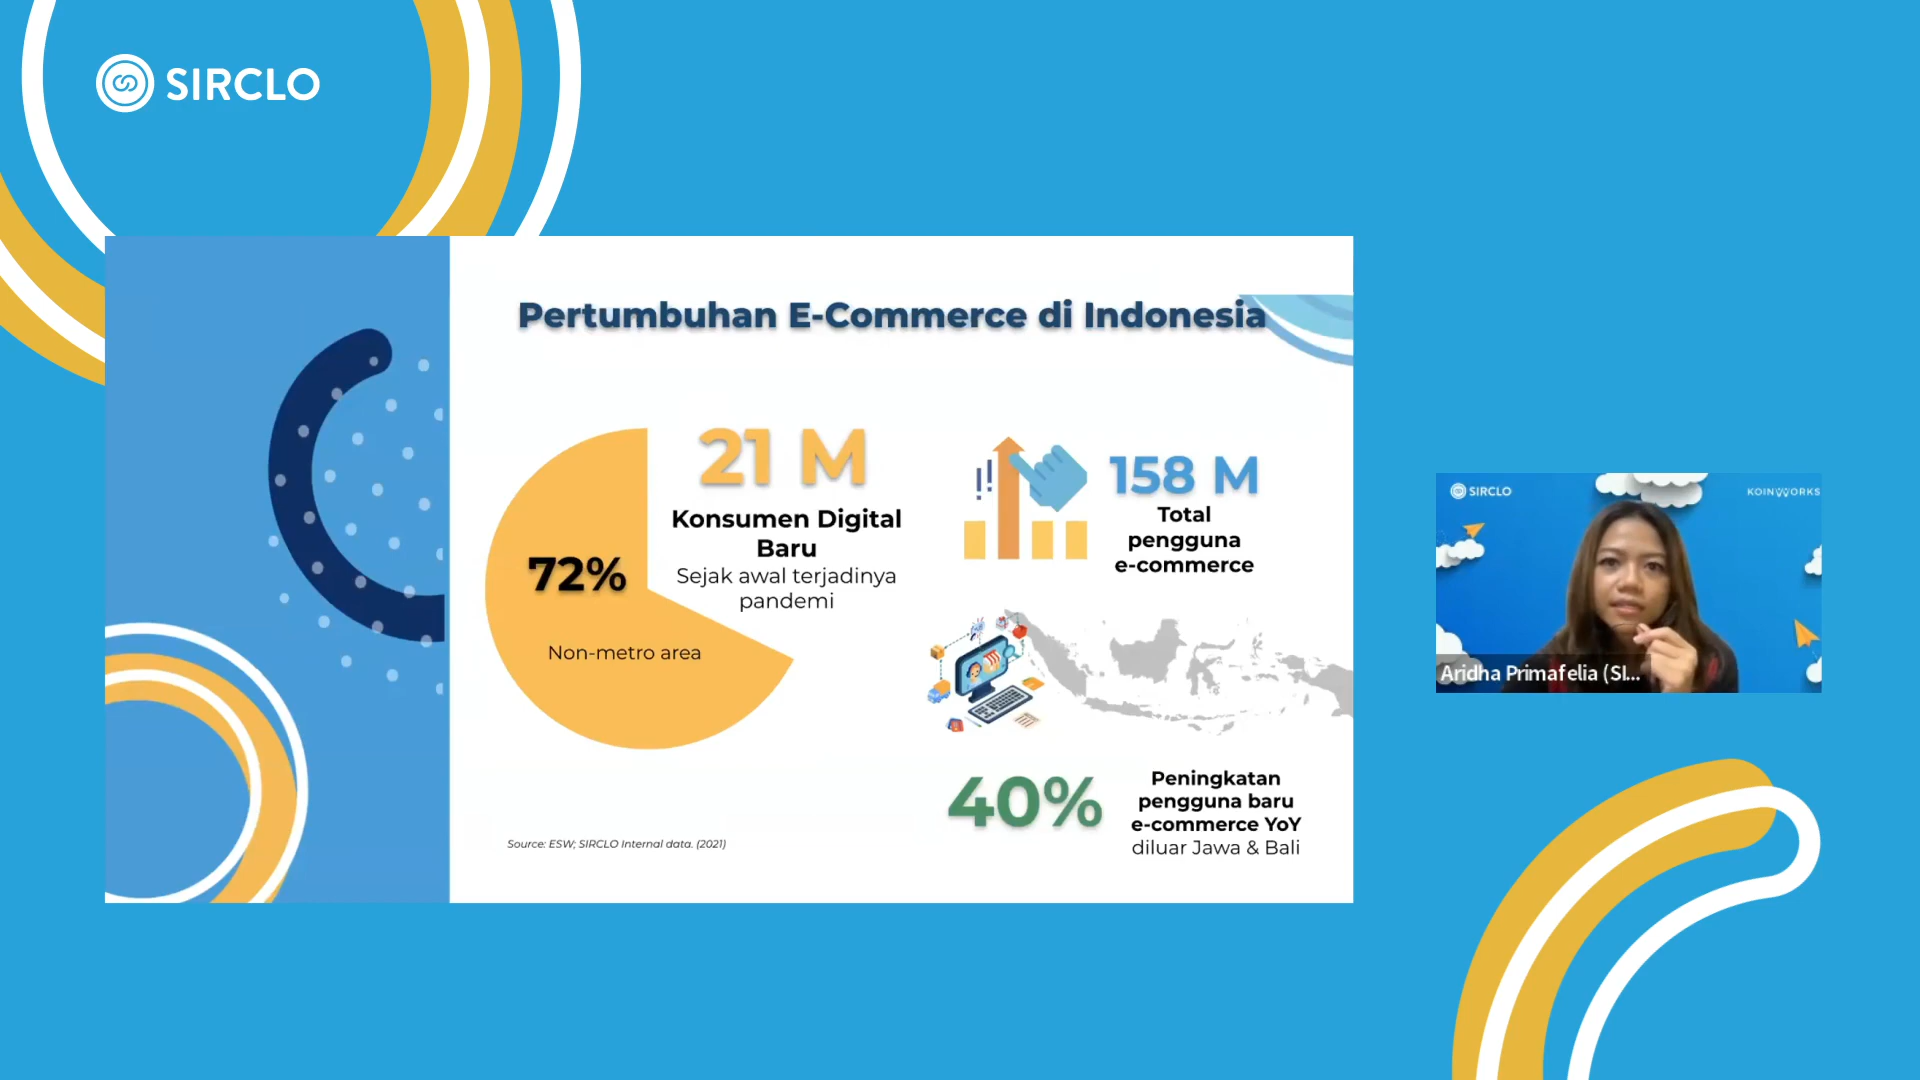 SIRCLO
Pertumbuhan E-Commerce di Indonesia
21 M
Konsumen Digital
Baru
Sejak awal terjadinya
pandemi
72%
Non-metro area
158 M
Total
pengguna
e-commerce
40%
Peningkatan
pengguna baru
e-commerce YoY
diluar Jawa & Bali
Source: ESW; SIRCLO Internal data. (2021)
SIRCLO
KOINWORKS
Aridha Primafelia (SI...